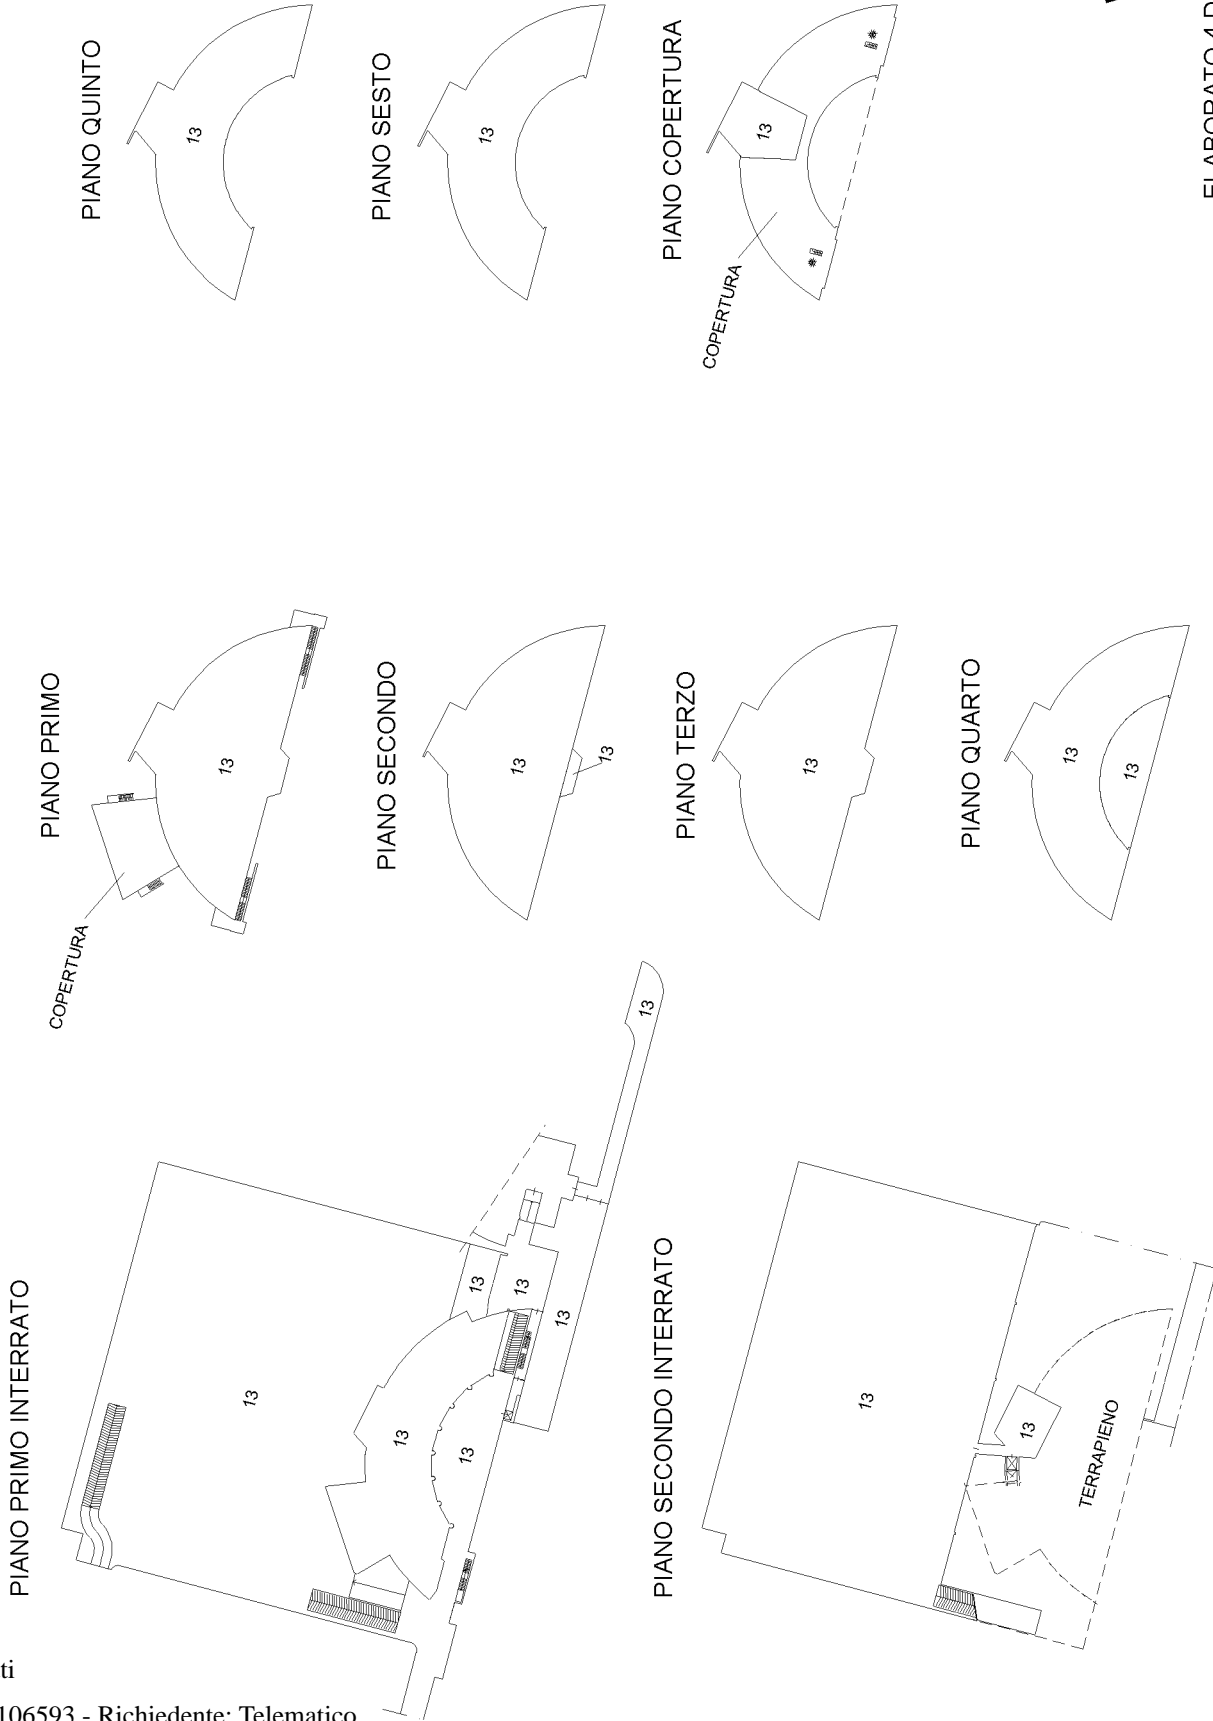 PIANO PRIMO INTERRATO
13
13
13
13
13
13
13
PIANO SECONDO INTERRATO
13
13
TERRAPIENO
PIANO PRIMO
13
COPERTURA
PIANO SECONDO
13
13
PIANO TERZO
13
PIANO QUARTO
13
13
PIANO QUINTO
13
PIANO SESTO
13
PIANO COPERTURA
13
COPERTURA
ti
106593 - Richiedente: Telematico